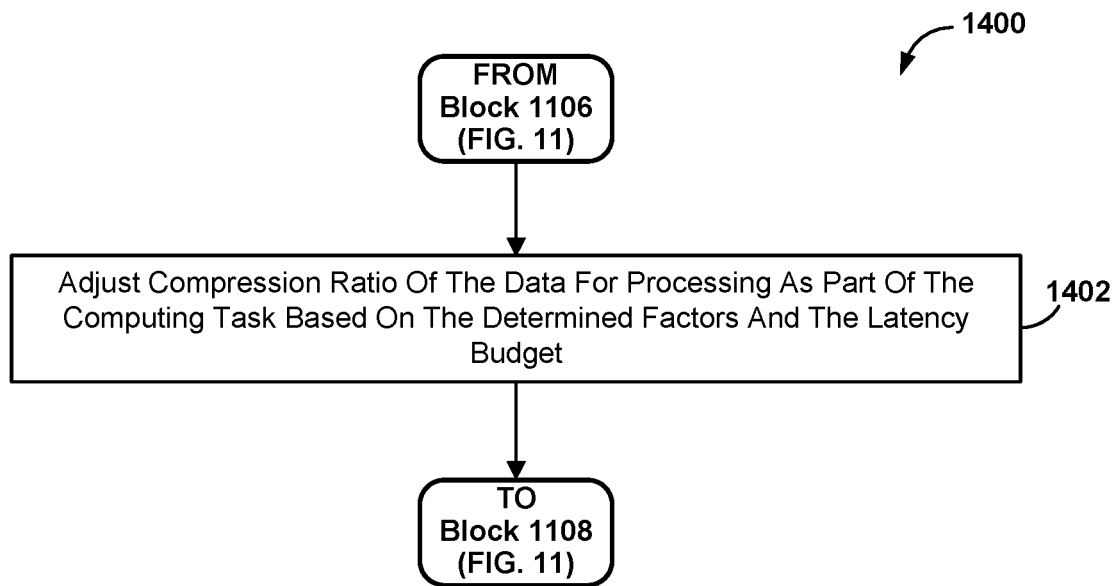 1400
FROM
Block 1106
(FIG. 11)
Adjust Compression Ratio Of The Data For Processing As Part Of The
Computing Task Based On The Determined Factors And The Latency
Budget
1402
TO
Block 1108
(FIG. 11)